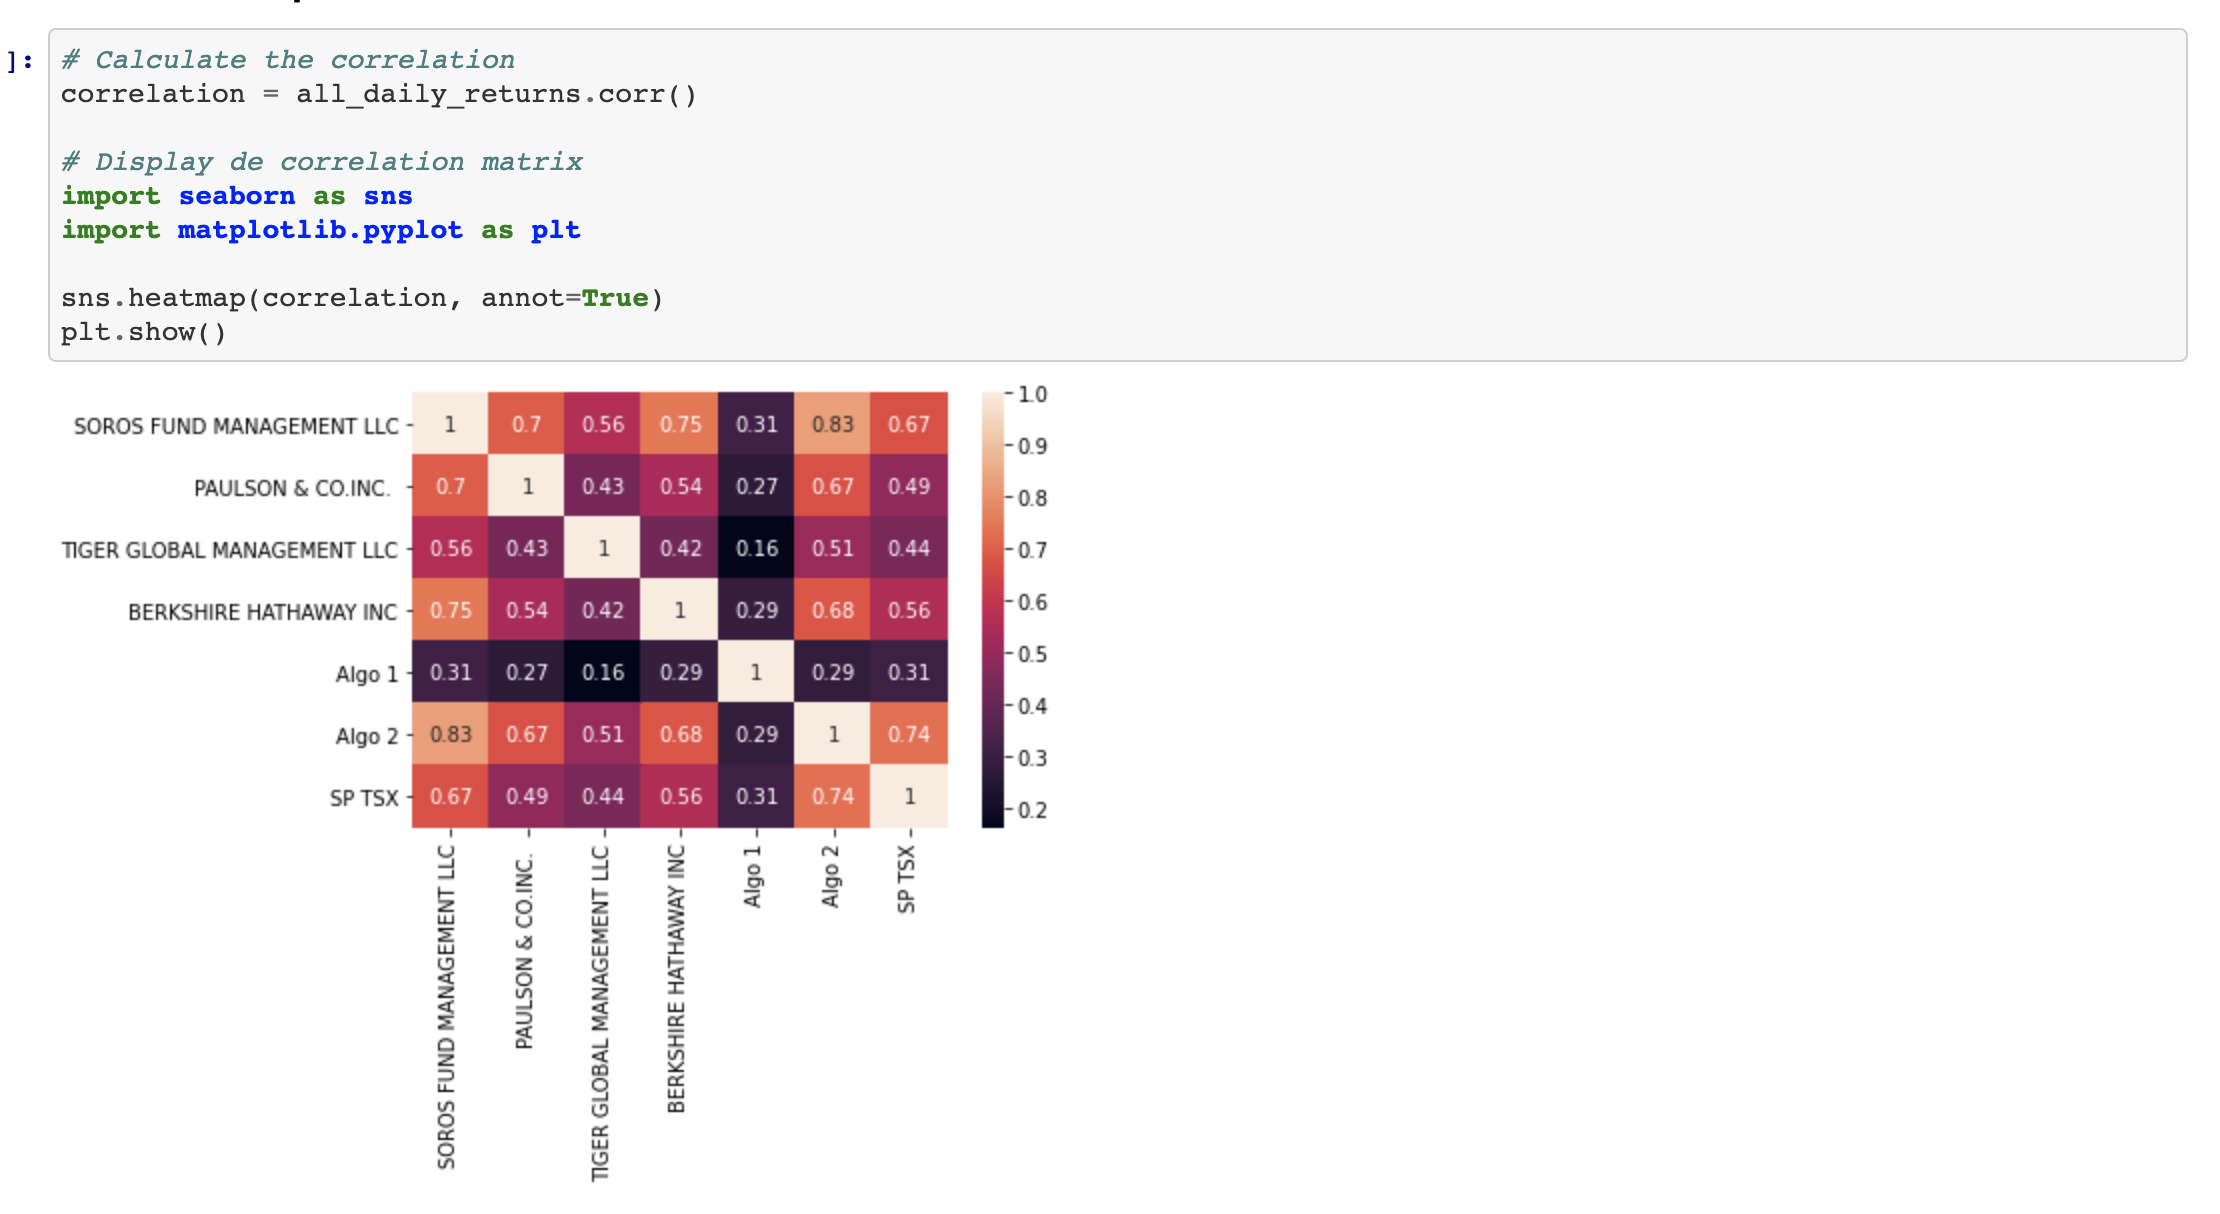 ]:
# Calculate the correlation
correlation = all_daily_returns.corr()
# Display de correlation matrix
import seaborn as sns
import matplotlib.pyplot as plt
sns.heatmap(correlation, annot=True)
plt.show()
SOROS FUND MANAGEMENT LLC 1 0.7 0.56 0.75 0.31 0.83 0.67
PAULSON & CO.INC. 0.7 1 0.43 0.54 0.27 0.67 0.49
TIGER GLOBAL MANAGEMENT LLC 0.56 0.43 1 0.42 0.16 0.51 0.44
BERKSHIRE HATHAWAY INC 0.75 0.54 0.42 1 0.29 0.68 0.56
Algo 1 0.31 0.27 0.16 0.29 1 0.29 0.31
Algo 2 0.83 0.67 0.51 0.68 0.29 1 0.74
SP TSX 0.67 0.49 0.44 0.56 0.31 0.74 1
SOROS FUND MANAGEMENT LLC
PAULSON & CO.INC.
TIGER GLOBAL MANAGEMENT LLC
BERKSHIRE HATHAWAY INC
Algo 1
Algo 2
SP TSX
1.0
0.9
0.8
0.7
0.6
0.5
0.4
0.3
0.2